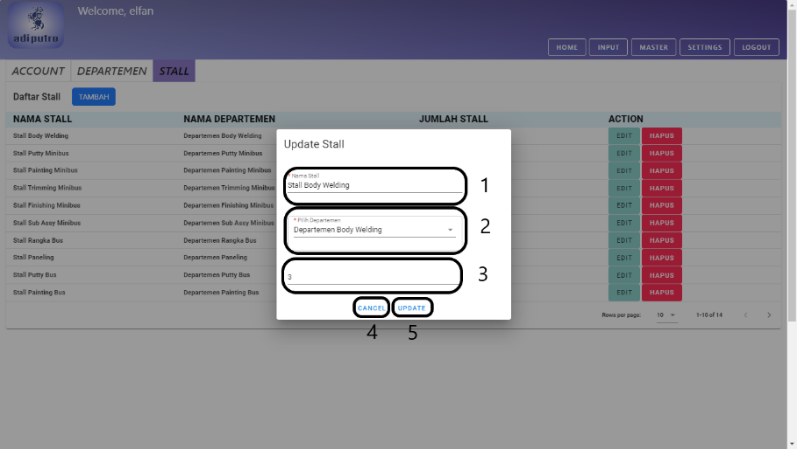 Welcome, elfan
adiputro
HOME INPUT MASTER SETTINGS LOGOUT
ACCOUNT DEPARTEMEN STALL
Daftar Stall TAMBAH
NAMA STALL NAMA DEPARTEMEN JUMLAH STALL ACTION
Stall Body Welding Departemen Body Welding EDIT HAPUS
Stall Putty Minibus Departemen Putty Minibus EDIT HAPUS
Stall Painting Minibus Departemen Painting Minibus EDIT HAPUS
Stall Trimming Minibus Departemen Trimming Minibus EDIT HAPUS
Stall Finishing Minibus Departemen Finishing Minibus EDIT HAPUS
Stall Sub Assy Minibus Departemen Sub Assy Minibus EDIT HAPUS
Stall Rangka Bus Departemen Rangka Bus EDIT HAPUS
Stall Paneling Departemen Paneling EDIT HAPUS
Stall Putty Bus Departemen Putty Bus EDIT HAPUS
Stall Painting Bus Departemen Painting Bus EDIT HAPUS
Rows per page: 10 1-10 of 14
Update Stall
* Nama Stall
Stall Body Welding 1
* Pilih Departemen
Departemen Body Welding 2
3 3
CANCEL UPDATE
4 5